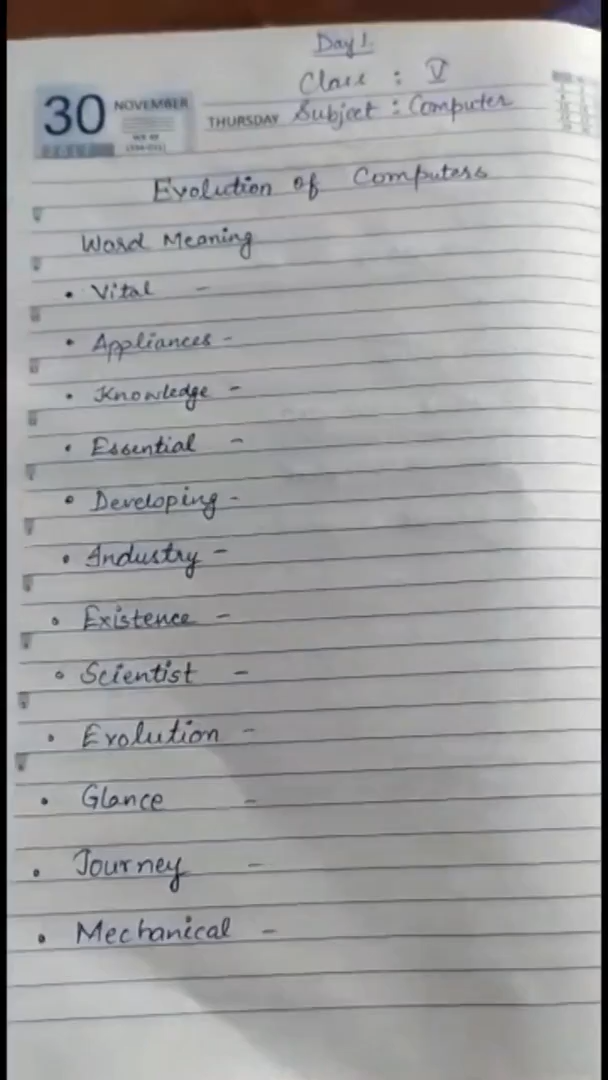 Day 1.
Class : V
30 NOVEMBER
THURSDAY Subject : Computer
Evolution of Computers
Word Meaning
• Vital -
• Appliances -
• Knowledge -
• Essential -
• Developing -
• Industry -
• Existence -
• Scientist -
• Evolution -
• Glance -
• Journey -
• Mechanical -